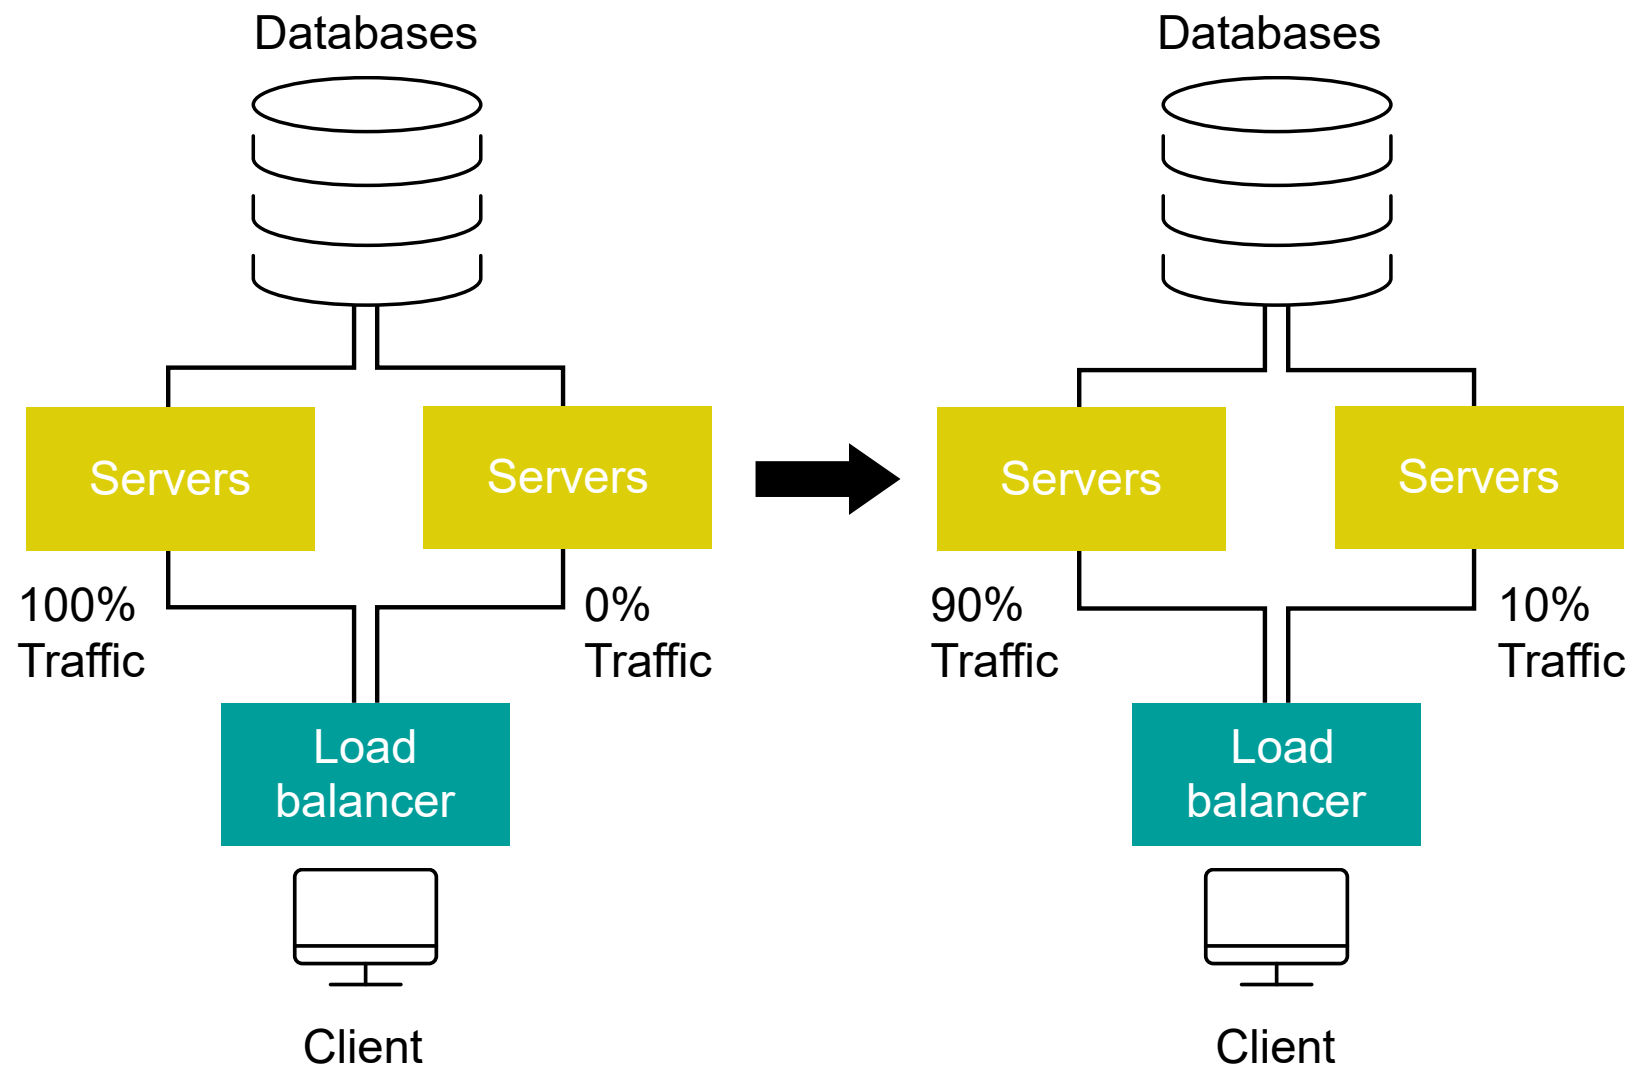 Databases
Servers
Servers
100%
Traffic
0%
Traffic
Load
balancer
Client
Databases
Servers
Servers
90%
Traffic
10%
Traffic
Load
balancer
Client